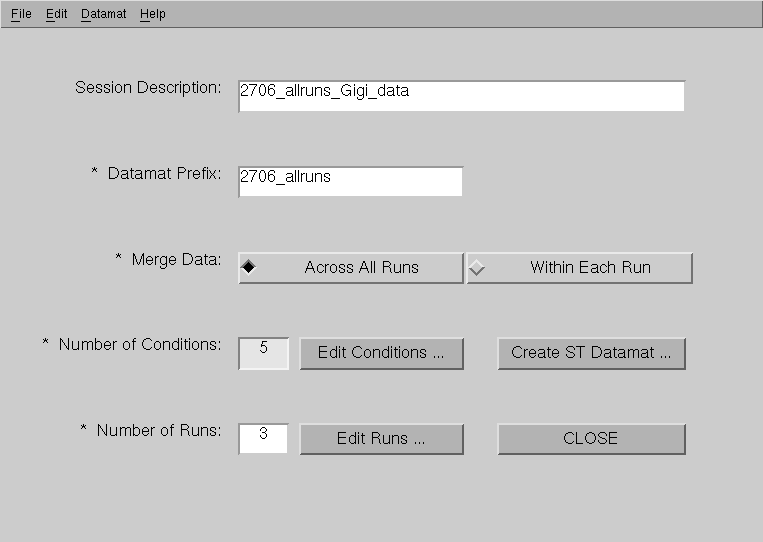 File Edit Datamat Help
Session Description: 2706_allruns_Gigi_data
* Datamat Prefix: 2706_allruns
* Merge Data: Across All Runs Within Each Run
* Number of Conditions: 5 Edit Conditions ... Create ST Datamat ...
* Number of Runs: 3 Edit Runs ... CLOSE